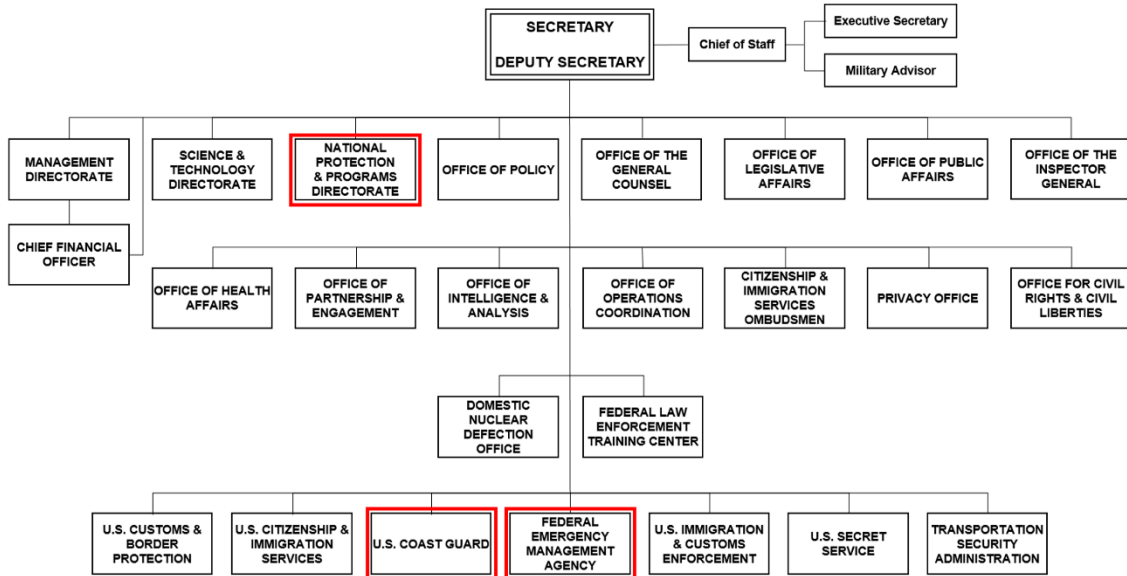 SECRETARY
DEPUTY SECRETARY
Chief of Staff
Executive Secretary
Military Advisor
MANAGEMENT
DIRECTORATE
SCIENCE &
TECHNOLOGY
DIRECTORATE
NATIONAL
PROTECTION
& PROGRAMS
DIRECTORATE
OFFICE OF POLICY
OFFICE OF THE
GENERAL
COUNSEL
OFFICE OF
LEGISLATIVE
AFFAIRS
OFFICE OF PUBLIC
AFFAIRS
OFFICE OF THE
INSPECTOR
GENERAL
CHIEF FINANCIAL
OFFICER
OFFICE OF HEALTH
AFFAIRS
OFFICE OF
PARTNERSHIP &
ENGAGEMENT
OFFICE OF
INTELLIGENCE &
ANALYSIS
OFFICE OF
OPERATIONS
COORDINATION
CITIZENSHIP &
IMMIGRATION
SERVICES
OMBUDSMEN
PRIVACY OFFICE
OFFICE FOR CIVIL
RIGHTS & CIVIL
LIBERTIES
DOMESTIC
NUCLEAR
DEFECTION
OFFICE
FEDERAL LAW
ENFORCEMENT
TRAINING CENTER
U.S. CUSTOMS &
BORDER
PROTECTION
U.S. CITIZENSHIP &
IMMIGRATION
SERVICES
U.S. COAST GUARD
FEDERAL
EMERGENCY
MANAGEMENT
AGENCY
U.S. IMMIGRATION
& CUSTOMS
ENFORCEMENT
U.S. SECRET
SERVICE
TRANSPORTATION
SECURITY
ADMINISTRATION